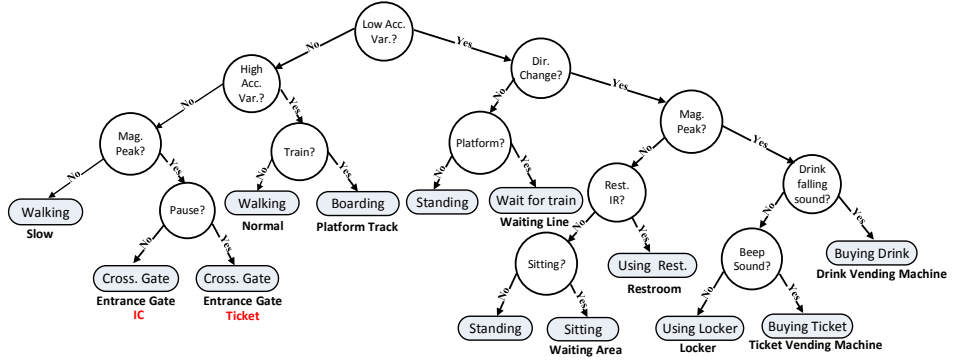 Low Acc.
Var.?
No
Yes
High
Acc.
Var.?
Dir.
Change?
No
Yes
No
Yes
Mag.
Peak?
Train?
Platform?
Mag.
Peak?
No
Yes
No
Yes
No
Yes
No
Yes
Walking
Slow
Pause?
Walking
Normal
Boarding
Platform Track
Standing
Wait for train
Waiting Line
Rest.
IR?
Drink
falling
sound?
No
Yes
No
Yes
No
Yes
Cross. Gate
Entrance Gate
IC
Cross. Gate
Entrance Gate
Ticket
Sitting?
Using Rest.
Restroom
Beep
Sound?
Buying Drink
Drink Vending Machine
No
Yes
No
Yes
Standing
Sitting
Waiting Area
Using Locker
Locker
Buying Ticket
Ticket Vending Machine